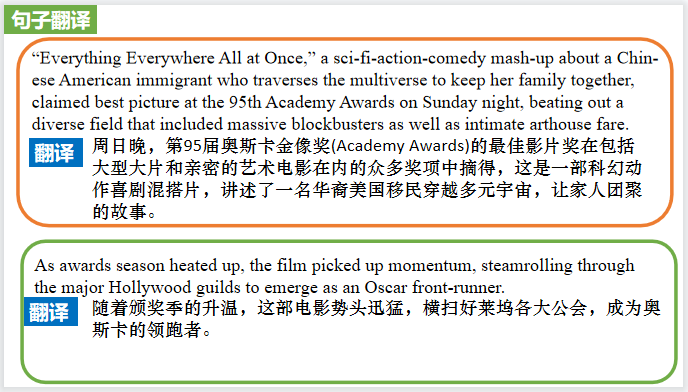 句子翻译
“Everything Everywhere All at Once,” a sci-fi-action-comedy mash-up about a Chin-
ese American immigrant who traverses the multiverse to keep her family together,
claimed best picture at the 95th Academy Awards on Sunday night, beating out a
diverse field that included massive blockbusters as well as intimate arthouse fare.
翻译
周日晚，第95届奥斯卡金像奖(Academy Awards)的最佳影片奖在包括
大型大片和亲密的艺术电影在内的众多奖项中摘得，这是一部科幻动
作喜剧混搭片，讲述了一名华裔美国移民穿越多元宇宙，让家人团聚
的故事。
As awards season heated up, the film picked up momentum, steamrolling through
the major Hollywood guilds to emerge as an Oscar front-runner.
翻译
随着颁奖季的升温，这部电影势头迅猛，横扫好莱坞各大公会，成为奥
斯卡的领跑者。